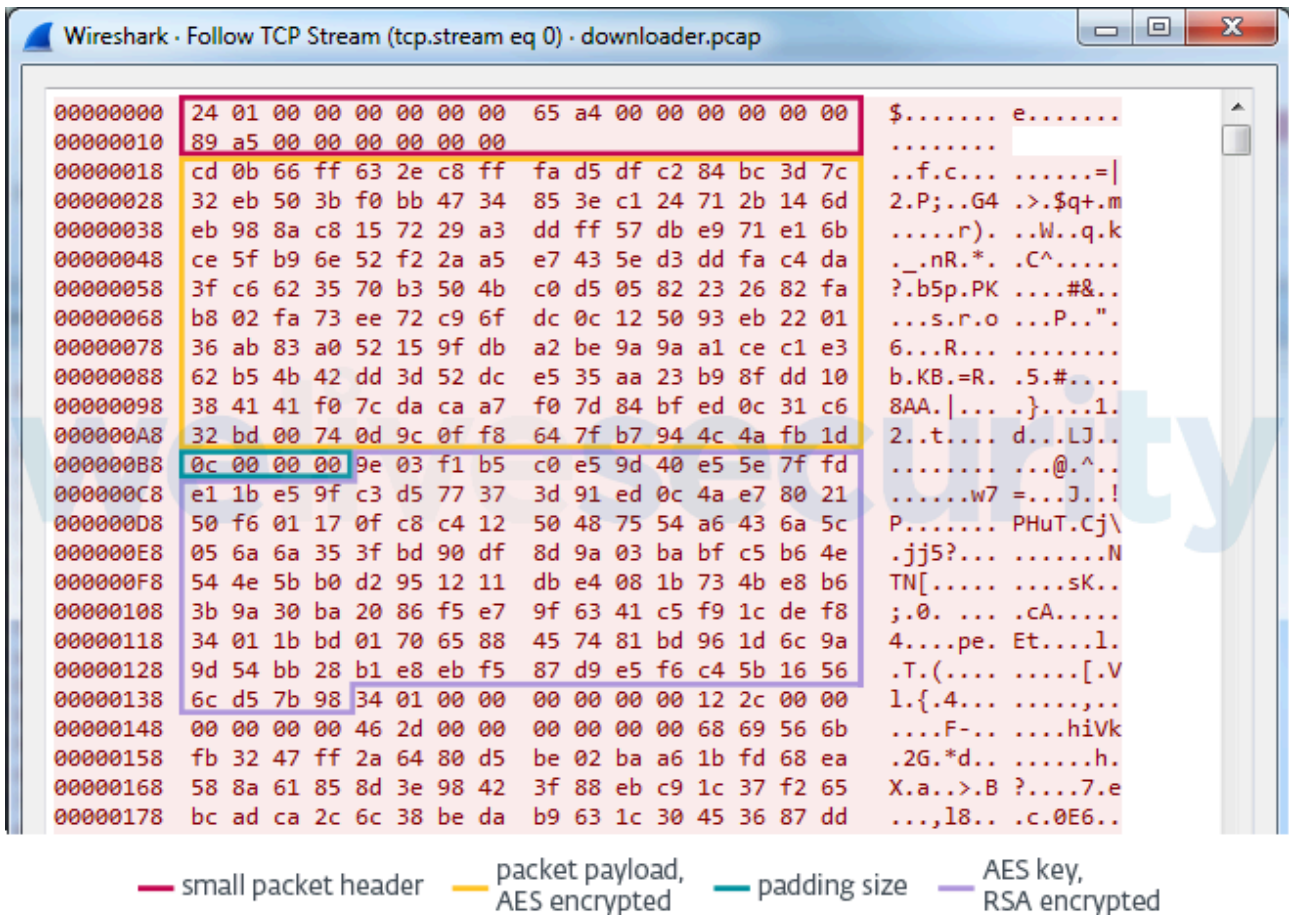 Wireshark · Follow TCP Stream (tcp.stream eq 0) · downloader.pcap
00000000 24 01 00 00 00 00 00 00 65 a4 00 00 00 00 00 00 $....... e.......
00000010 89 a5 00 00 00 00 00 00 ........
00000018 cd 0b 66 ff 63 2e c8 ff fa d5 df c2 84 bc 3d 7c ..f.c... ......=|
00000028 32 eb 50 3b f0 bb 47 34 85 3e c1 24 71 2b 14 6d 2.P;..G4 .>.$q+.m
00000038 eb 98 8a c8 15 72 29 a3 dd ff 57 db e9 71 e1 6b .....r). ..W..q.k
00000048 ce 5f b9 6e 52 f2 2a a5 e7 43 5e d3 dd fa c4 da ._.nR.*. .C^.....
00000058 3f c6 62 35 70 b3 50 4b c0 d5 05 82 23 26 82 fa ?.b5p.PK ....#&..
00000068 b8 02 fa 73 ee 72 c9 6f dc 0c 12 50 93 eb 22 01 ...s.r.o ...P..".
00000078 36 ab 83 a0 52 15 9f db a2 be 9a 9a a1 ce c1 e3 6...R... ........
00000088 62 b5 4b 42 dd 3d 52 dc e5 35 aa 23 b9 8f dd 10 b.KB.=R. .5.#....
00000098 38 41 41 f0 7c da ca a7 f0 7d 84 bf ed 0c 31 c6 8AA.|... .}....1.
000000A8 32 bd 00 74 0d 9c 0f f8 64 7f b7 94 4c 4a fb 1d 2..t.... d...LJ..
000000B8 0c 00 00 00 9e 03 f1 b5 c0 e5 9d 40 e5 5e 7f fd ........ ...@.^..
000000C8 e1 1b e5 9f c3 d5 77 37 3d 91 ed 0c 4a e7 80 21 ......w7 =...J..!
000000D8 50 f6 01 17 0f c8 c4 12 50 48 75 54 a6 43 6a 5c P....... PHuT.Cj\
000000E8 05 6a 6a 35 3f bd 90 df 8d 9a 03 ba bf c5 b6 4e .jj5?... .......N
000000F8 54 4e 5b b0 d2 95 12 11 db e4 08 1b 73 4b e8 b6 TN[..... ....sK..
00000108 3b 9a 30 ba 20 86 f5 e7 9f 63 41 c5 f9 1c de f8 ;.0. ... .cA.....
00000118 34 01 1b bd 01 70 65 88 45 74 81 bd 96 1d 6c 9a 4....pe. Et....l.
00000128 9d 54 bb 28 b1 e8 eb f5 87 d9 e5 f6 c4 5b 16 56 .T.(.... .....[.V
00000138 6c d5 7b 98 34 01 00 00 00 00 00 00 12 2c 00 00 l.{.4... .....,..
00000148 00 00 00 00 46 2d 00 00 00 00 00 00 68 69 56 6b ....F-.. ....hiVk
00000158 fb 32 47 ff 2a 64 80 d5 be 02 ba a6 1b fd 68 ea .2G.*d.. ......h.
00000168 58 8a 61 85 8d 3e 98 42 3f 88 eb c9 1c 37 f2 65 X.a..>.B ?....7.e
00000178 bc ad ca 2c 6c 38 be da b9 63 1c 30 45 36 87 dd ...,l8.. .c.0E6..
welivesecurity
small packet header
packet payload,
AES encrypted
padding size
AES key,
RSA encrypted